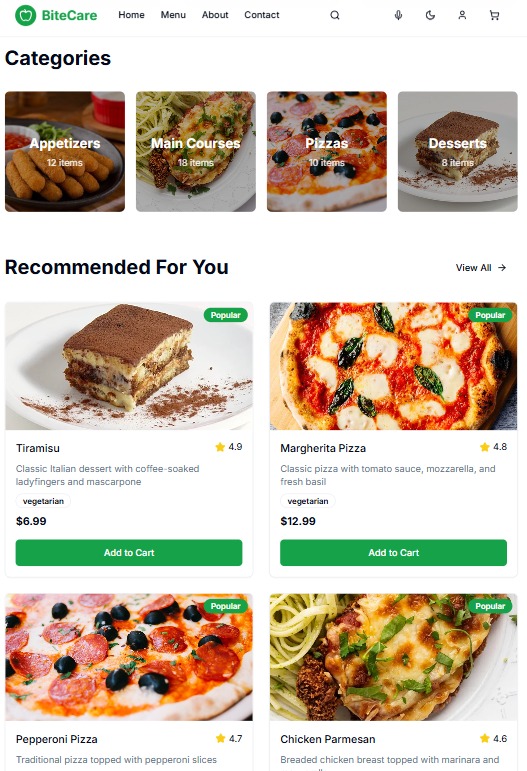 BiteCare Home Menu About Contact
Categories
Appetizers
12 items
Main Courses
18 items
Pizzas
10 items
Desserts
8 items
Recommended For You
View All →
Popular
Tiramisu
4.9
Classic Italian dessert with coffee-soaked
ladyfingers and mascarpone
vegetarian
$6.99
Add to Cart
Popular
Margherita Pizza
4.8
Classic pizza with tomato sauce, mozzarella, and
fresh basil
vegetarian
$12.99
Add to Cart
Popular
Pepperoni Pizza
4.7
Traditional pizza topped with pepperoni slices
Popular
Chicken Parmesan
4.6
Breaded chicken breast topped with marinara and